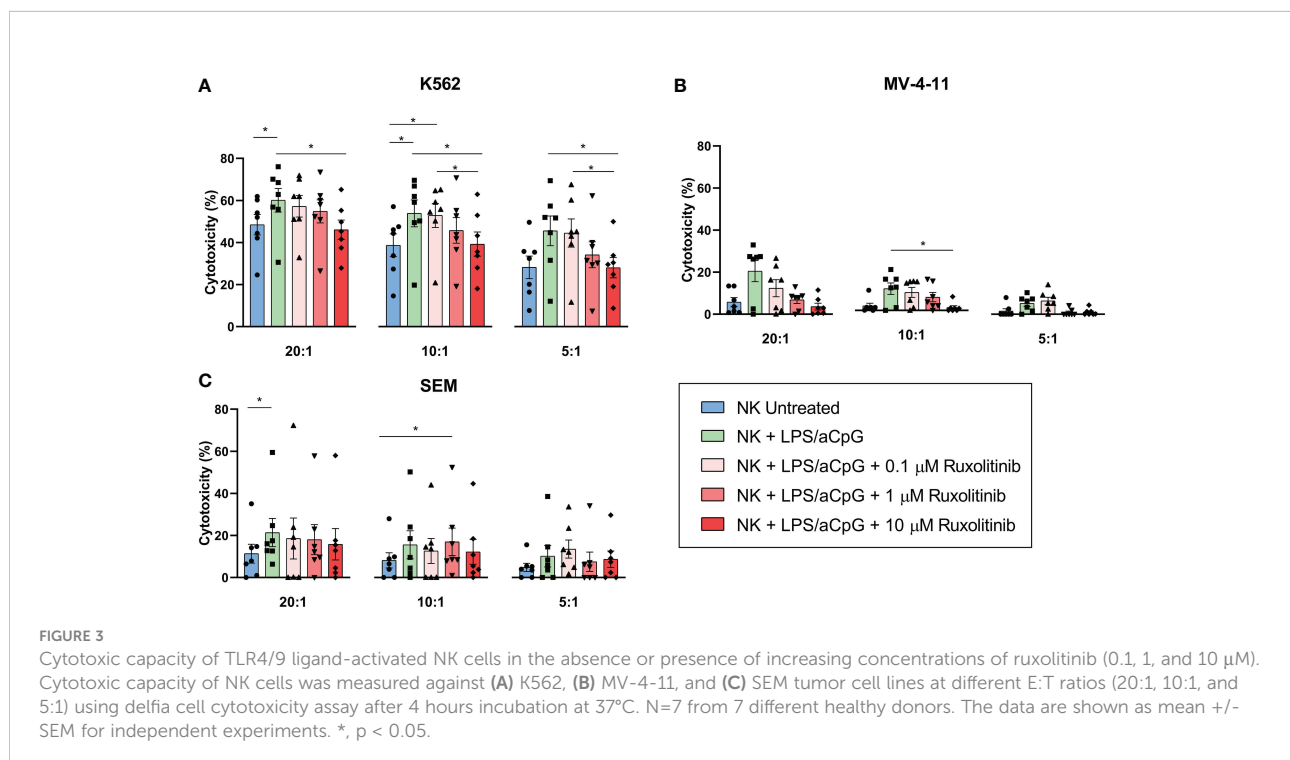 A
K562
B
MV-4-11
*
*
*
*
*
*
*
*
80
60
40
20
0
Cytotoxicity (%)
20:1
10:1
5:1
80
60
40
20
0
Cytotoxicity (%)
*
20:1
10:1
5:1
C
SEM
*
*
80
60
40
20
0
Cytotoxicity (%)
20:1
10:1
5:1
NK Untreated
NK + LPS/aCpG
NK + LPS/aCpG + 0.1 μM Ruxolitinib
NK + LPS/aCpG + 1 μM Ruxolitinib
NK + LPS/aCpG + 10 μM Ruxolitinib
FIGURE 3
Cytotoxic capacity of TLR4/9 ligand-activated NK cells in the absence or presence of increasing concentrations of ruxolitinib (0.1, 1, and 10 μM).
Cytotoxic capacity of NK cells was measured against (A) K562, (B) MV-4-11, and (C) SEM tumor cell lines at different E:T ratios (20:1, 10:1, and
5:1) using delfia cell cytotoxicity assay after 4 hours incubation at 37°C. N=7 from 7 different healthy donors. The data are shown as mean +/-
SEM for independent experiments. *, p < 0.05.